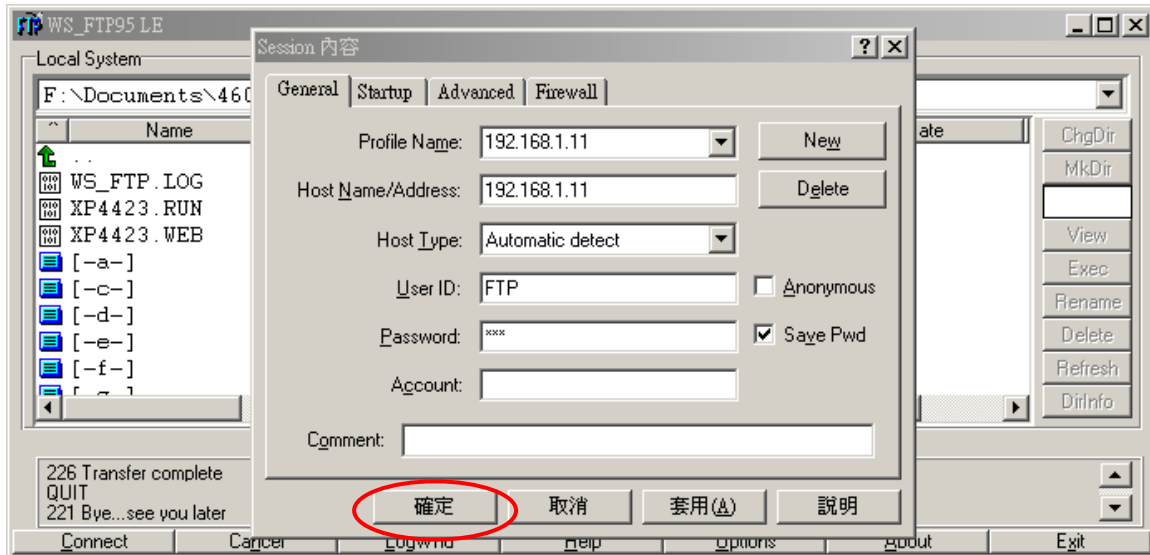 FTP WS_FTP95 LE
Session 內容
Local System
F:\Documents\460
General Startup Advanced Firewall
^ Name
ate
ChgDir
..
WS_FTP.LOG
XP4423.RUN
XP4423.WEB
[-a-]
[-c-]
[-d-]
[-e-]
[-f-]
Profile Name: 192.168.1.11 New
Host Name/Address: 192.168.1.11 Delete
Host Type: Automatic detect
User ID: FTP Anonymous
Password: *** Save Pwd
Account:
Comment:
MkDir
View
Exec
Rename
Delete
Refresh
DirInfo
226 Transfer complete
QUIT
221 Bye...see you later
確定 取消 套用(A) 說明
Connect Cancel LogWnd Help Options About Exit